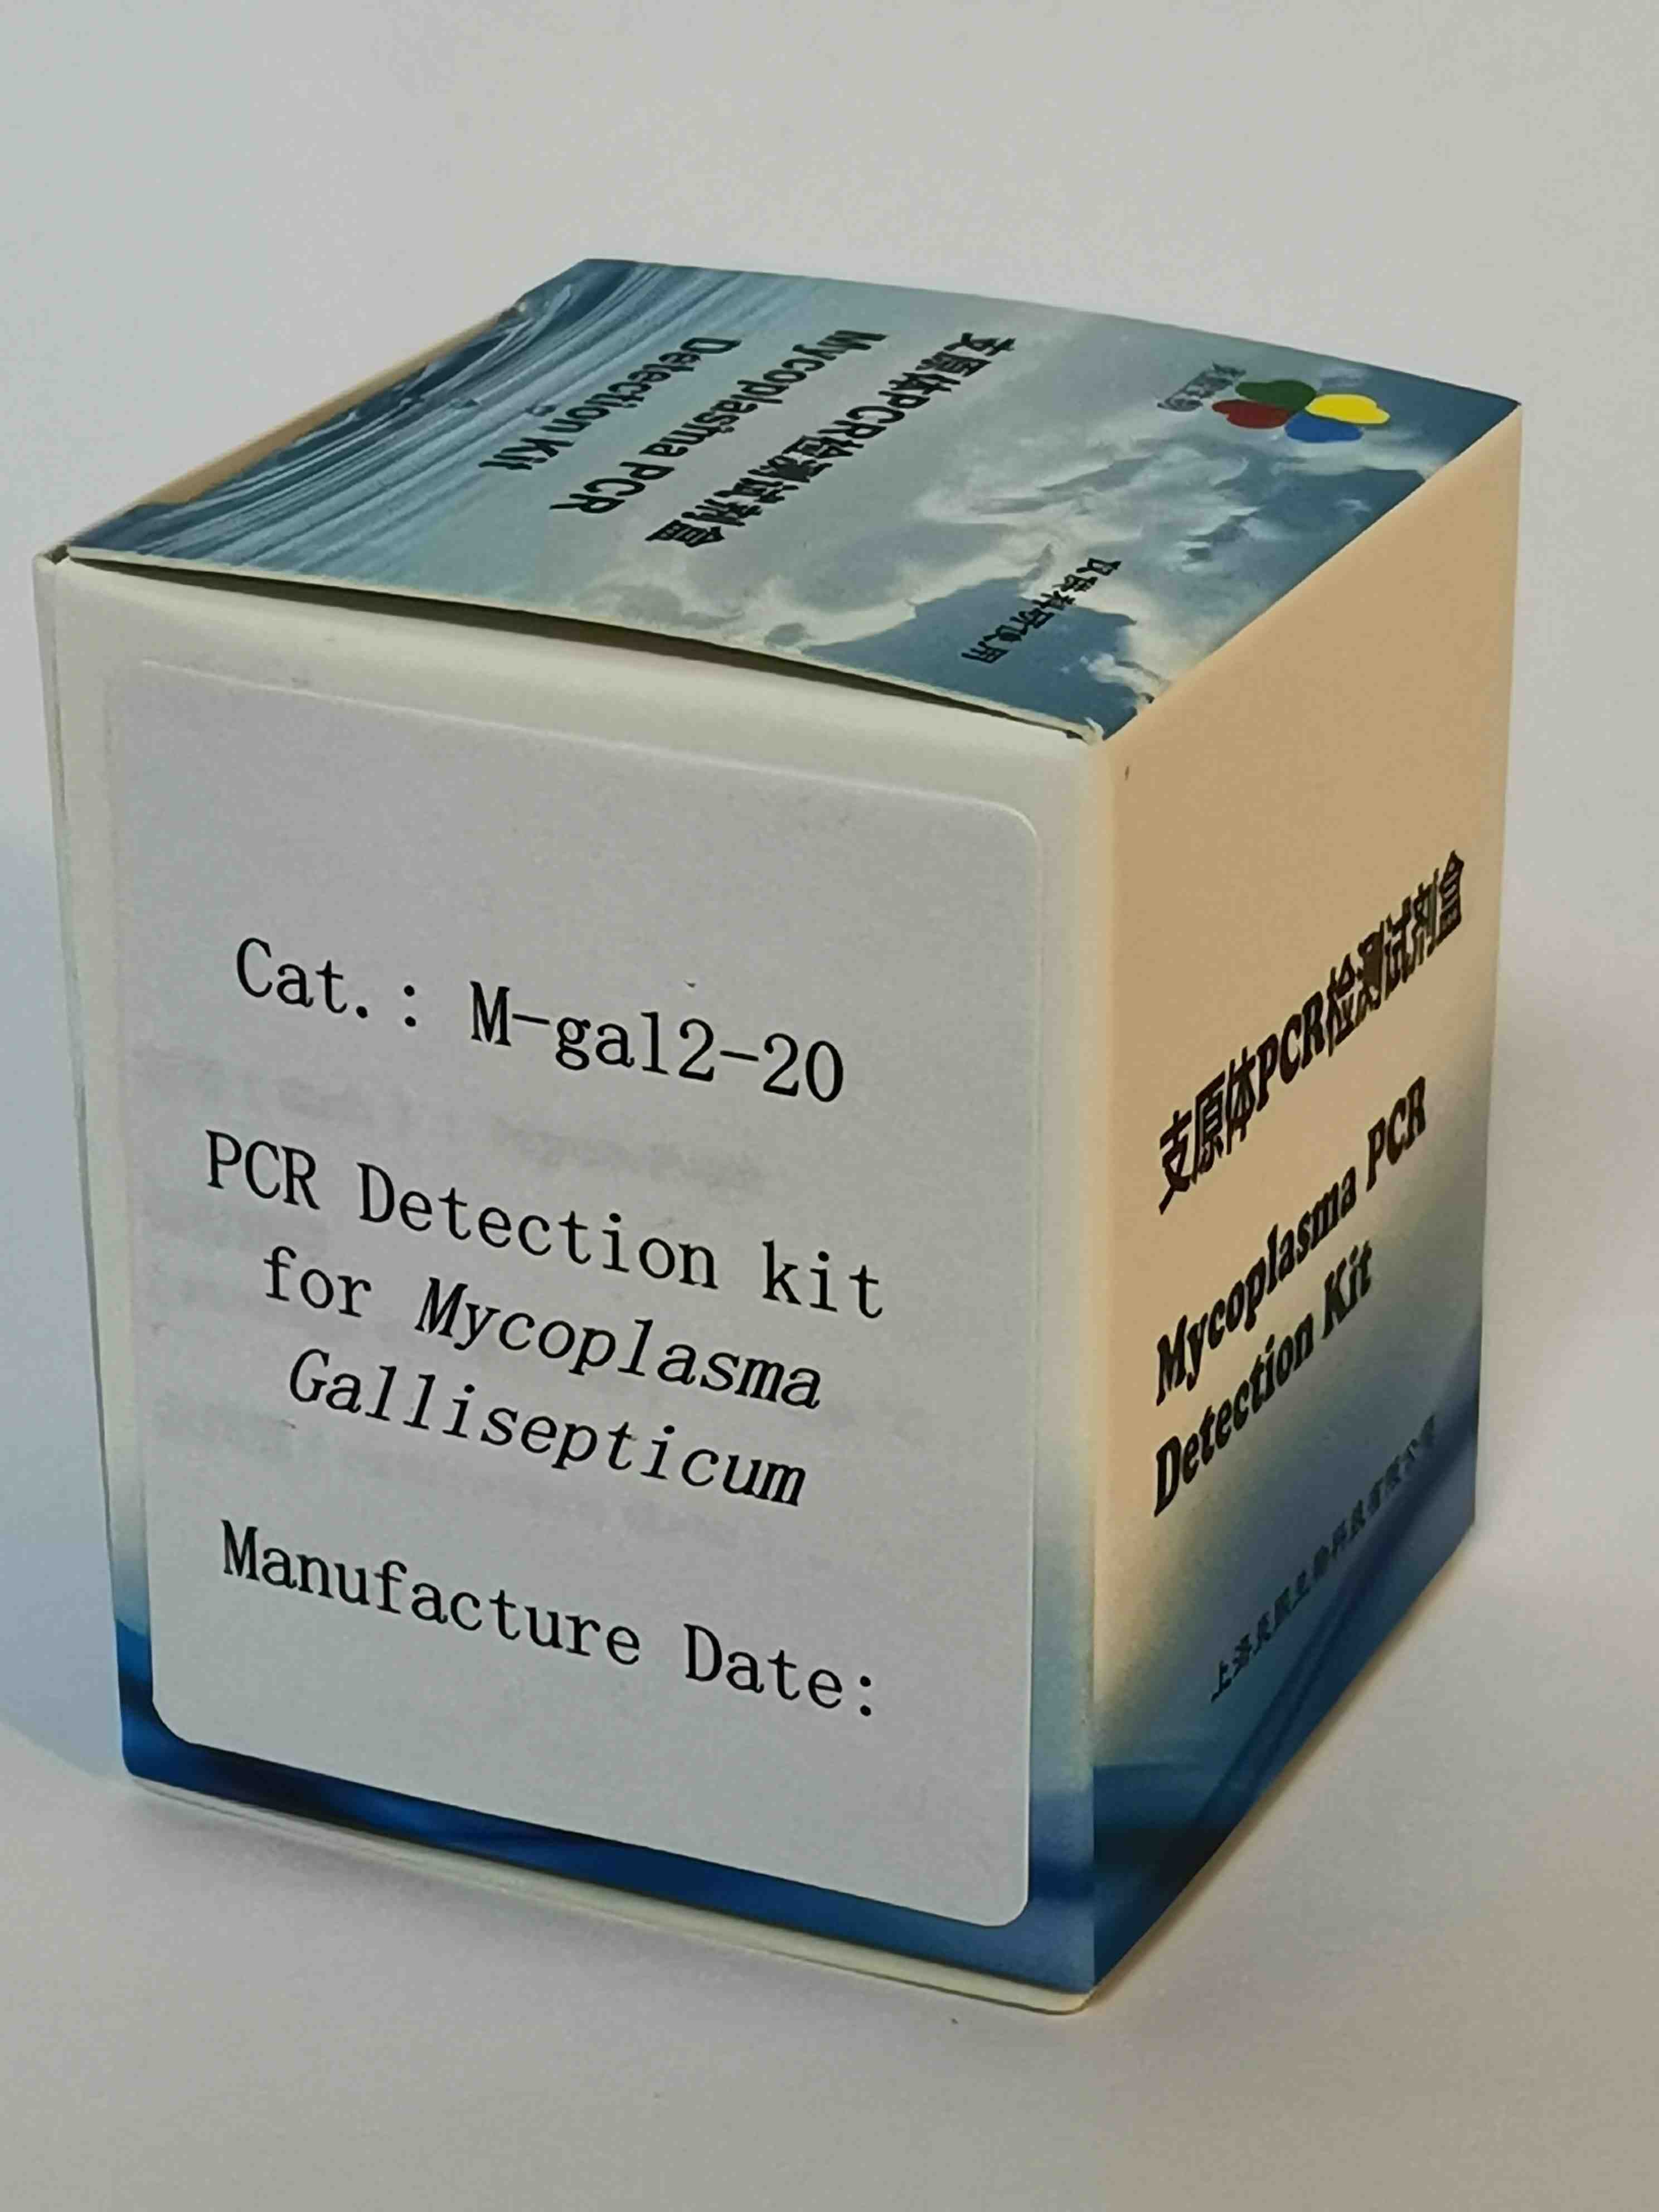 支原体PCR检测试剂盒
Mycoplasma PCR
Detection Kit
仅供科研使用
Cat.: M-gal2-20
PCR Detection kit
for Mycoplasma
Gallisepticum
Manufacture Date:
支原体PCR检测试剂盒
Mycoplasma PCR
Detection Kit